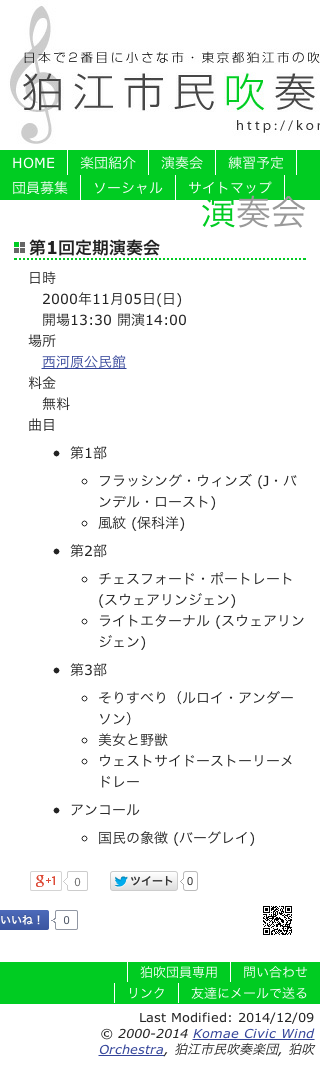 日本で2番目に小さな市・東京都狛江市の吹
狛江市民吹奏
http://kor
HOME 楽団紹介 演奏会 練習予定
団員募集 ソーシャル サイトマップ
演奏会
第1回定期演奏会
日時
2000年11月05日(日)
開場13:30 開演14:00
場所
西河原公民館
料金
無料
曲目
第1部
フラッシング・ウィンズ (J・バ
ンデル・ロースト)
風紋 (保科洋)
第2部
チェスフォード・ポートレート
(スウェアリンジェン)
ライトエターナル (スウェアリン
ジェン)
第3部
そりすべり（ルロイ・アンダー
ソン）
美女と野獣
ウェストサイドーストーリーメ
ドレー
アンコール
国民の象徴 (バーグレイ)
g+1 0 ツイート 0
いいね！ 0
狛吹団員専用 問い合わせ
リンク 友達にメールで送る
Last Modified: 2014/12/09
© 2000-2014 Komae Civic Wind
Orchestra, 狛江市民吹奏楽団, 狛吹